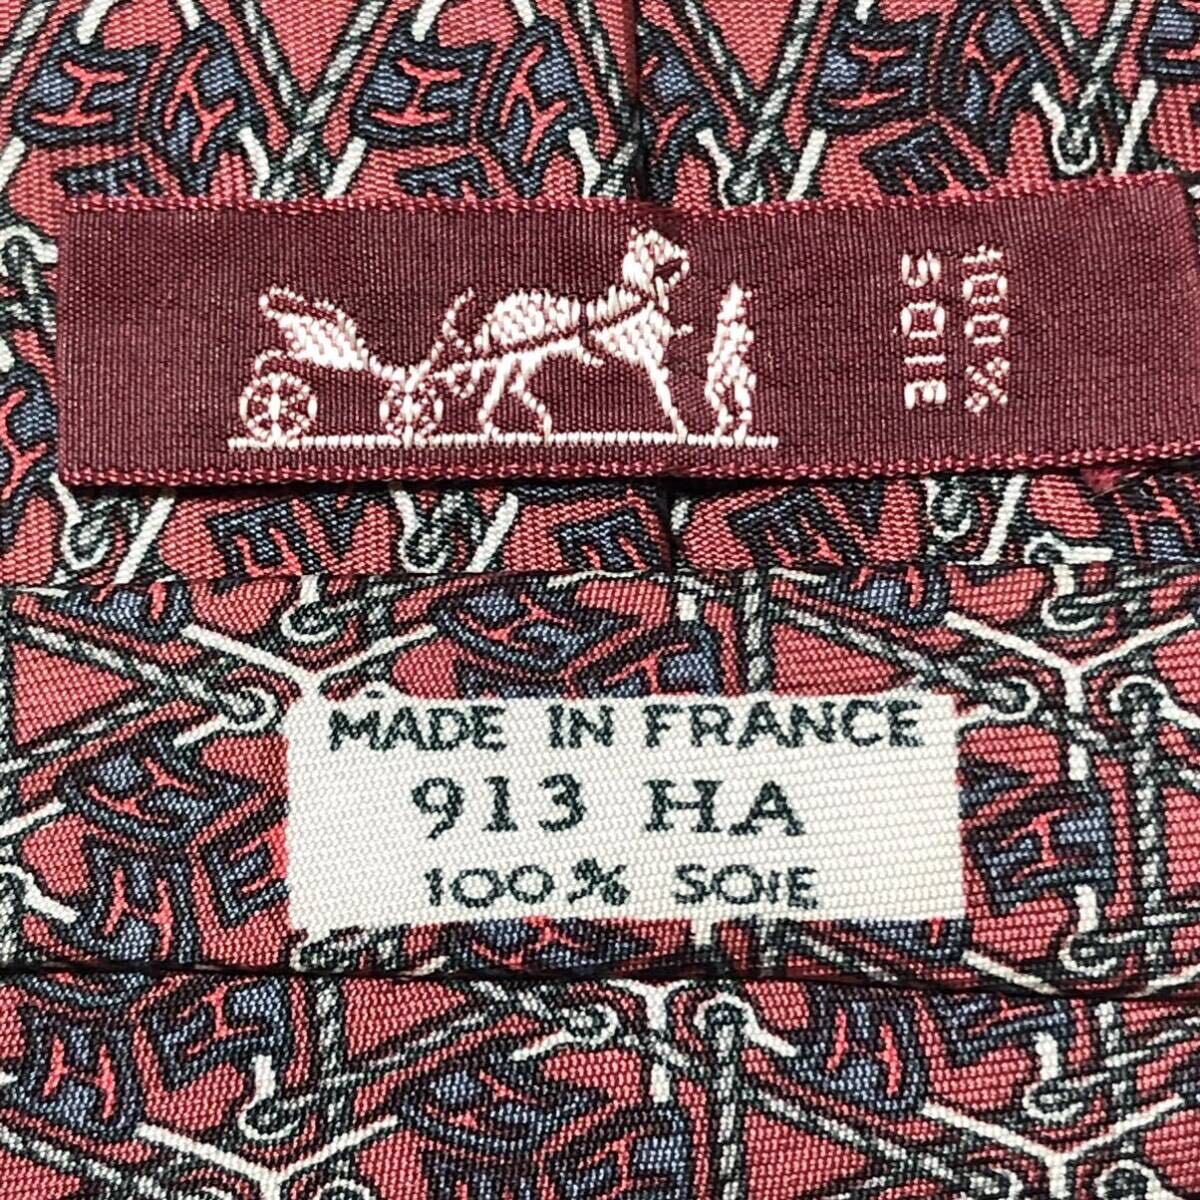 100%
SOIE
MADE IN FRANCE
913 HA
100% SOIE